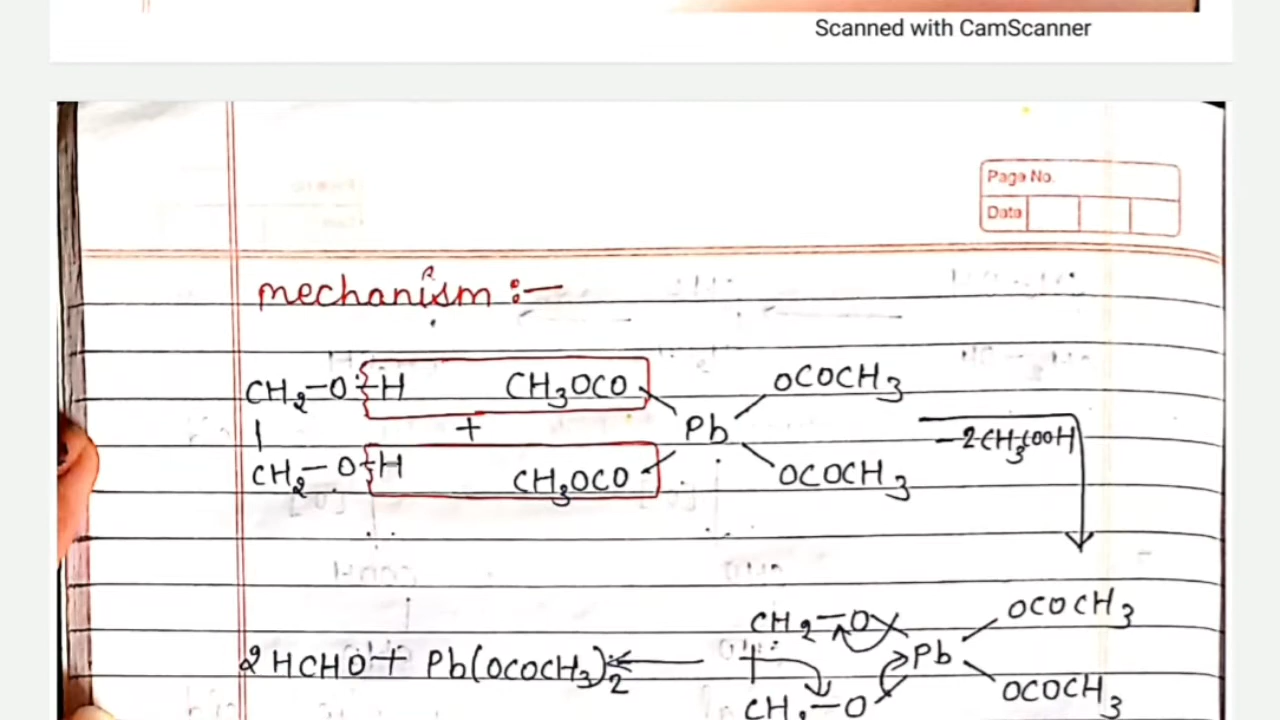 Scanned with CamScanner
Page No.
Date
mechanism :-
CH₂-O-H CH₃OCO OCOCH₃
+ Pb -2CH₃COOH
CH₂-O-H CH₃OCO OCOCH₃
CH₂-O OCOCH₃
2HCHO + Pb(OCOCH₃)₂ ← Pb
CH₂-O OCOCH₃